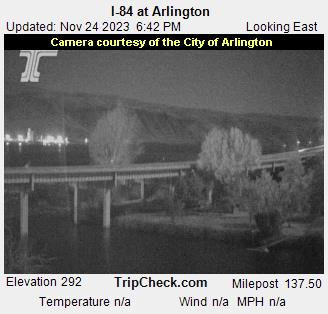 I-84 at Arlington
Updated: Nov 24 2023 6:42 PM Looking East
Camera courtesy of the City of Arlington
Elevation 292 TripCheck.com Milepost 137.50
Temperature n/a Wind n/a MPH n/a